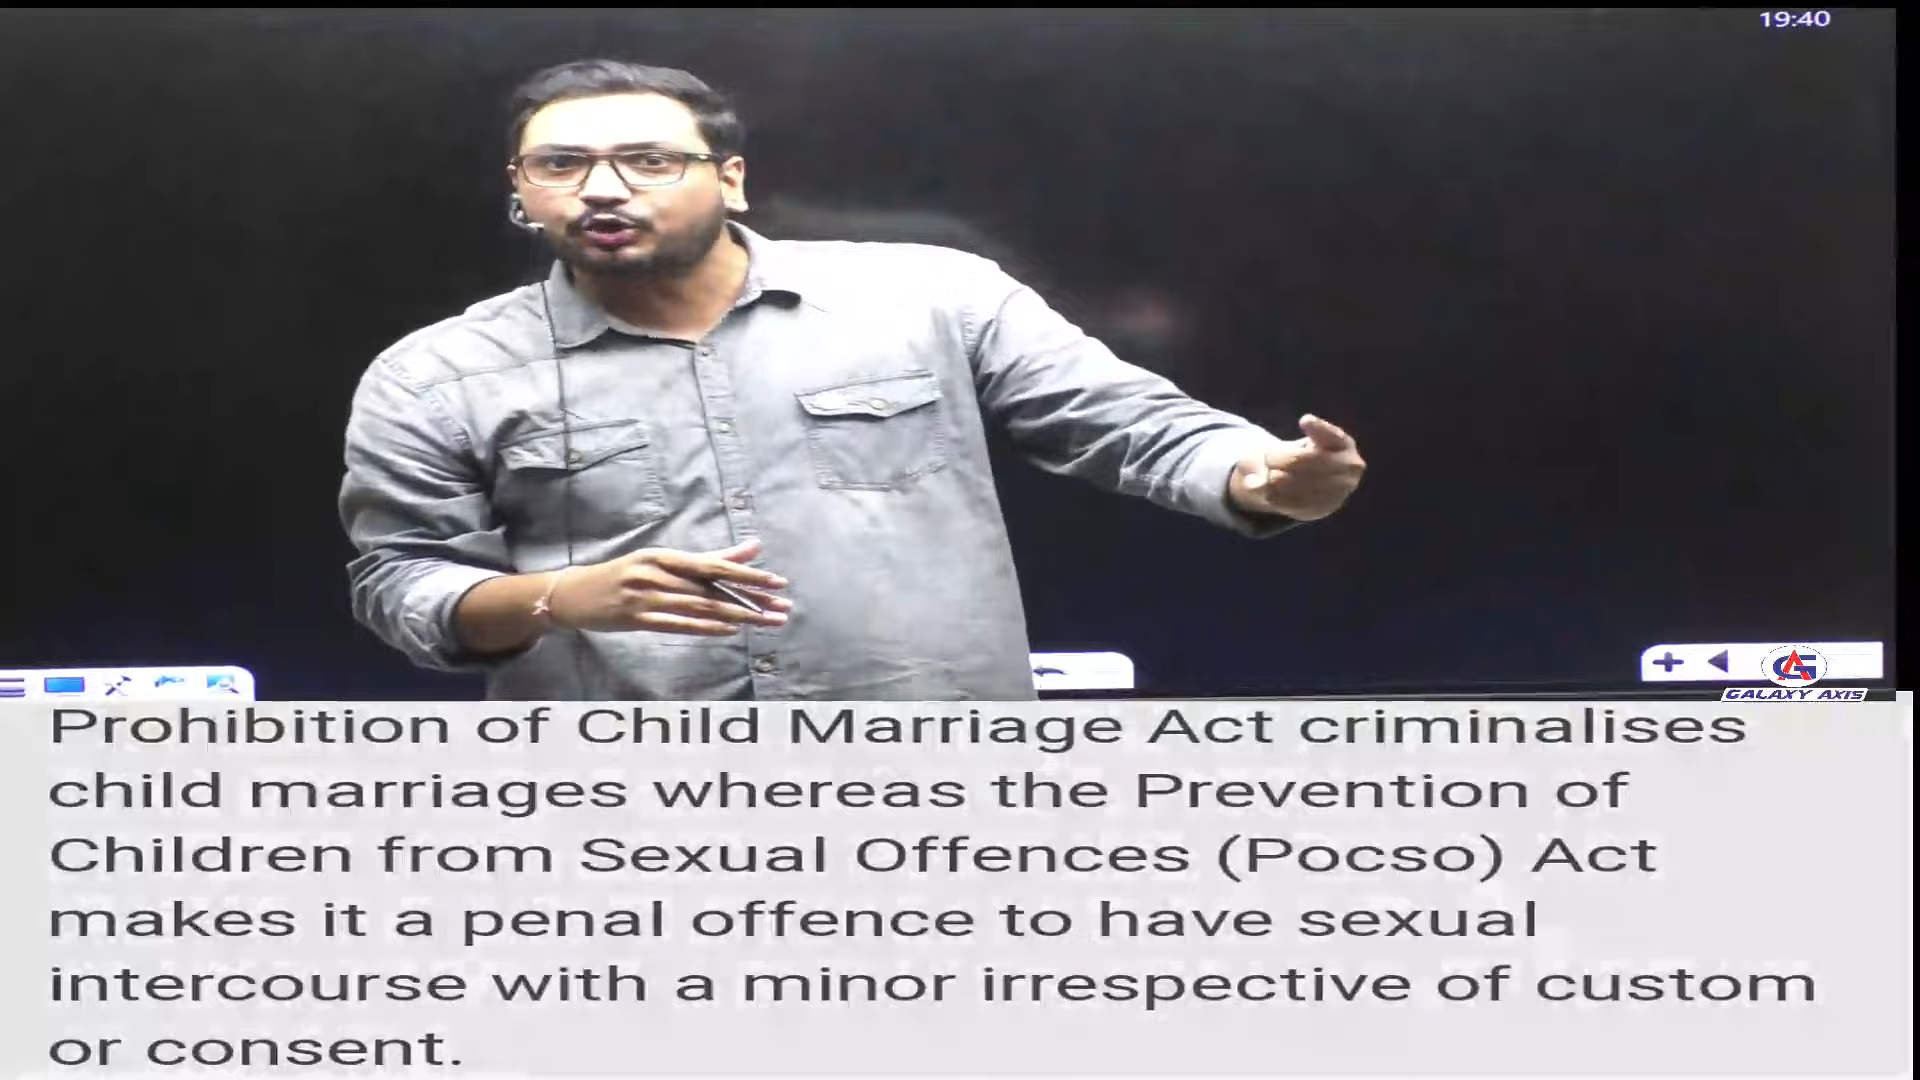 19:40
GALAXY AXIS
Prohibition of Child Marriage Act criminalises
child marriages whereas the Prevention of
Children from Sexual Offences (Pocso) Act
makes it a penal offence to have sexual
intercourse with a minor irrespective of custom
or consent.